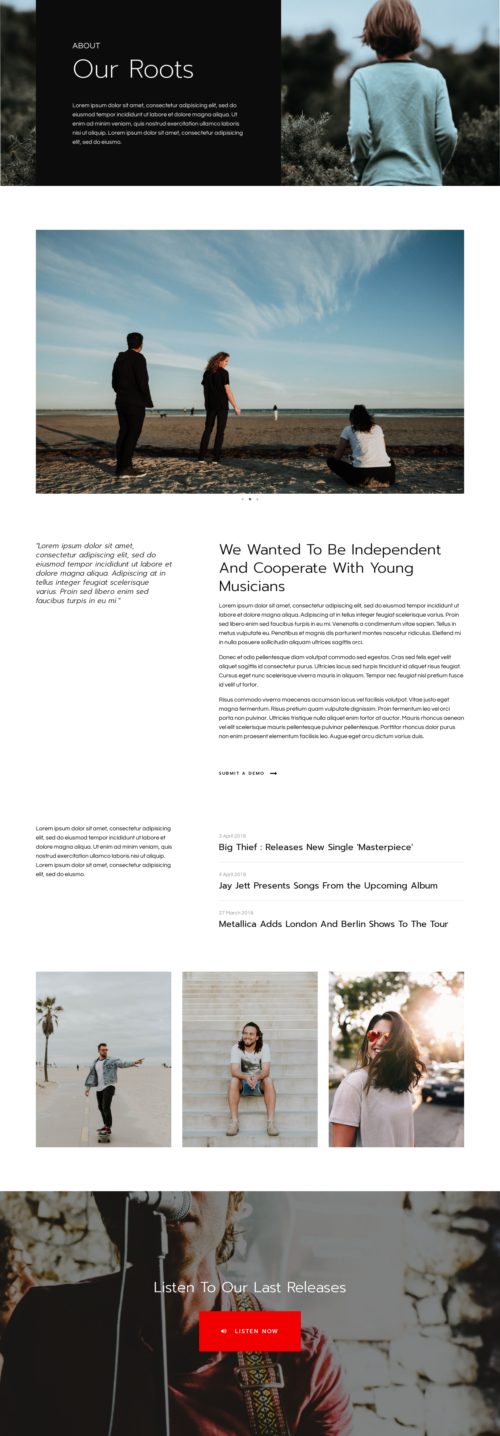 ABOUT
Our Roots
Lorem ipsum dolor sit amet, consectetur adipisicing elit, sed do
eiusmod tempor incididunt ut labore et dolore magna aliqua. Ut
enim ad minim veniam, quis nostrud exercitation ullamco laboris
nisi ut aliquip. Lorem ipsum dolor sit amet, consectetur adipisicing
elit, sed do eiusmo.
"Lorem ipsum dolor sit amet,
consectetur adipiscing elit, sed do
eiusmod tempor incididunt ut labore et
dolore magna aliqua. Adipiscing at in
tellus integer feugiat scelerisque
varius. Proin sed libero enim sed
faucibus turpis in eu mi."
We Wanted To Be Independent
And Cooperate With Young
Musicians
Lorem ipsum dolor sit amet, consectetur adipiscing elit, sed do eiusmod tempor incididunt ut
labore et dolore magna aliqua. Adipiscing at in tellus integer feugiat scelerisque varius. Proin
sed libero enim sed faucibus turpis in eu mi. Venenatis a condimentum vitae sapien. Tellus in
metus vulputate eu. Penatibus et magnis dis parturient montes nascetur ridiculus. Eleifend mi
in nulla posuere sollicitudin aliquam ultrices sagittis orci.
Donec et odio pellentesque diam volutpat commodo sed egestas. Cras sed felis eget velit
aliquet sagittis id consectetur purus. Ultricies lacus sed turpis tincidunt id aliquet risus feugiat.
Cursus eget nunc scelerisque viverra mauris in aliquam. Tempor nec feugiat nisl pretium fusce
id velit ut tortor.
Risus commodo viverra maecenas accumsan lacus vel facilisis volutpat. Vitae justo eget
magna fermentum. Risus pretium quam vulputate dignissim. Proin fermentum leo vel orci
porta non pulvinar. Ultricies tristique nulla aliquet enim tortor at auctor. Mauris rhoncus aenean
vel elit scelerisque mauris pellentesque pulvinar pellentesque. Porttitor rhoncus dolor purus
non enim praesent elementum facilisis leo. Augue eget arcu dictum varius duis.
SUBMIT A DEMO
Lorem ipsum dolor sit amet, consectetur adipisicing
elit, sed do eiusmod tempor incididunt ut labore et
dolore magna aliqua. Ut enim ad minim veniam, quis
nostrud exercitation ullamco laboris nisi ut aliquip.
Lorem ipsum dolor sit amet, consectetur adipisicing
elit, sed do eiusmo.
3 April 2018
Big Thief : Releases New Single 'Masterpiece'
4 April 2018
Jay Jett Presents Songs From the Upcoming Album
27 March 2018
Metallica Adds London And Berlin Shows To The Tour
Listen To Our Last Releases
LISTEN NOW